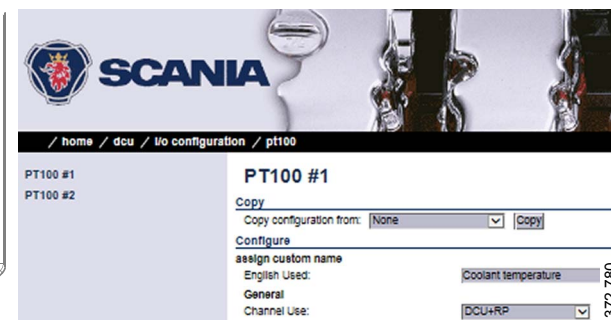 SCANIA
/ home / dcu / i/o configuration / pt100
PT100 #1
PT100 #2
PT100 #1
Copy
Copy configuration from: None Copy
Configure
assign custom name
English Used: Coolant temperature
General
Channel Use: DCU+RP
372 780